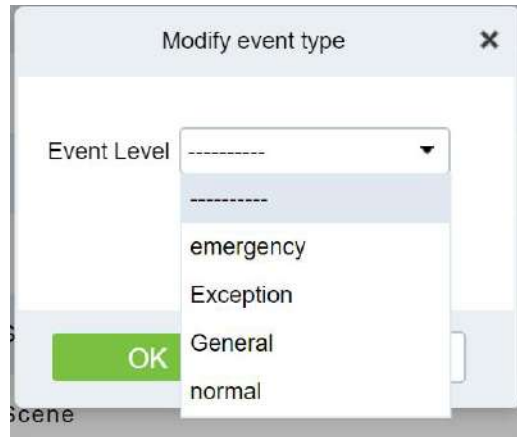 Modify event type ×
Event Level ----------
----------
emergency
Exception
General
OK
normal
Scene